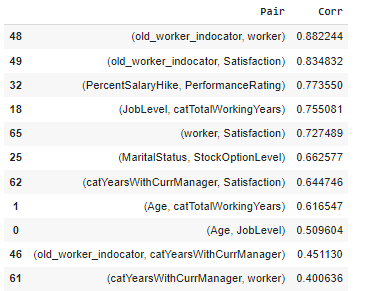 Pair Corr
48 (old_worker_indocator, worker) 0.882244
49 (old_worker_indocator, Satisfaction) 0.834832
32 (PercentSalaryHike, PerformanceRating) 0.773550
18 (JobLevel, catTotalWorkingYears) 0.755081
65 (worker, Satisfaction) 0.727489
25 (MaritalStatus, StockOptionLevel) 0.662577
62 (catYearsWithCurrManager, Satisfaction) 0.644746
1 (Age, catTotalWorkingYears) 0.616547
0 (Age, JobLevel) 0.509604
46 (old_worker_indocator, catYearsWithCurrManager) 0.451130
61 (catYearsWithCurrManager, worker) 0.400636